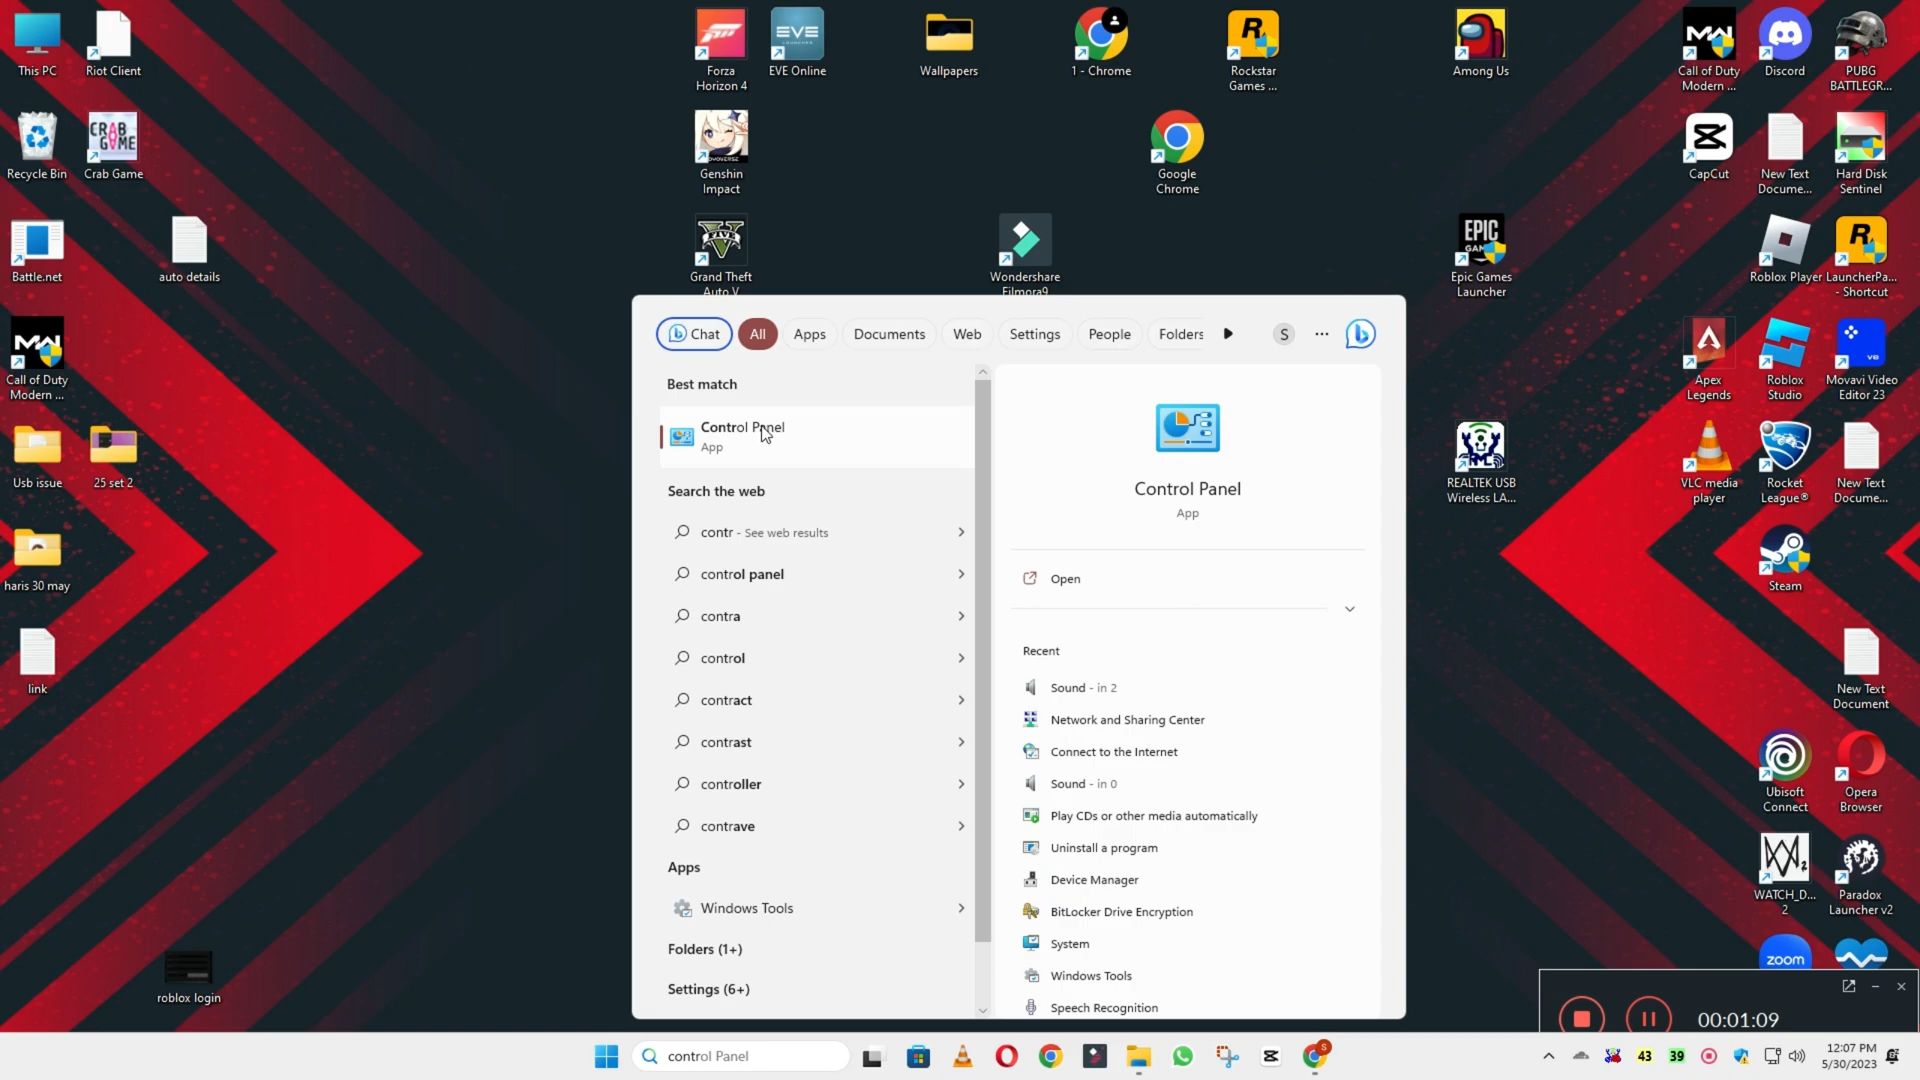 This PC
Riot Client
Forza
Horizon 4
EVE
EVE Online
Wallpapers
1 - Chrome
Rockstar
Games ...
Among Us
Call of Duty
Modern ...
Discord
PUBG
BATTLEGR...
Recycle Bin
CRAB
GAME
Crab Game
Genshin
Impact
Google
Chrome
CapCut
New Text
Docume...
Hard Disk
Sentinel
Battle.net
auto details
Grand Theft
Auto V
Wondershare
Filmora9
EPIC
GAMES
Epic Games
Launcher
Roblox Player
LauncherPa...
- Shortcut
Call of Duty
Modern ...
Chat
All
Apps
Documents
Web
Settings
People
Folders
S
Apex
Legends
Roblox
Studio
Movavi Video
Editor 23
Usb issue
25 set 2
REALTEK USB
Wireless LA...
VLC media
player
Rocket
League®
New Text
Docume...
haris 30 may
Steam
link
New Text
Document
Ubisoft
Connect
Opera
Browser
WATCH_D...
2
Paradox
Launcher v2
zoom
roblox login
Best match
Control Panel
App
Search the web
contr - See web results
control panel
contra
control
contract
contrast
controller
contrave
Apps
Windows Tools
Folders (1+)
Settings (6+)
Control Panel
App
Open
Recent
Sound - in 2
Network and Sharing Center
Connect to the Internet
Sound - in 0
Play CDs or other media automatically
Uninstall a program
Device Manager
BitLocker Drive Encryption
System
Windows Tools
Speech Recognition
00:01:09
control Panel
S
43
39
12:07 PM
5/30/2023